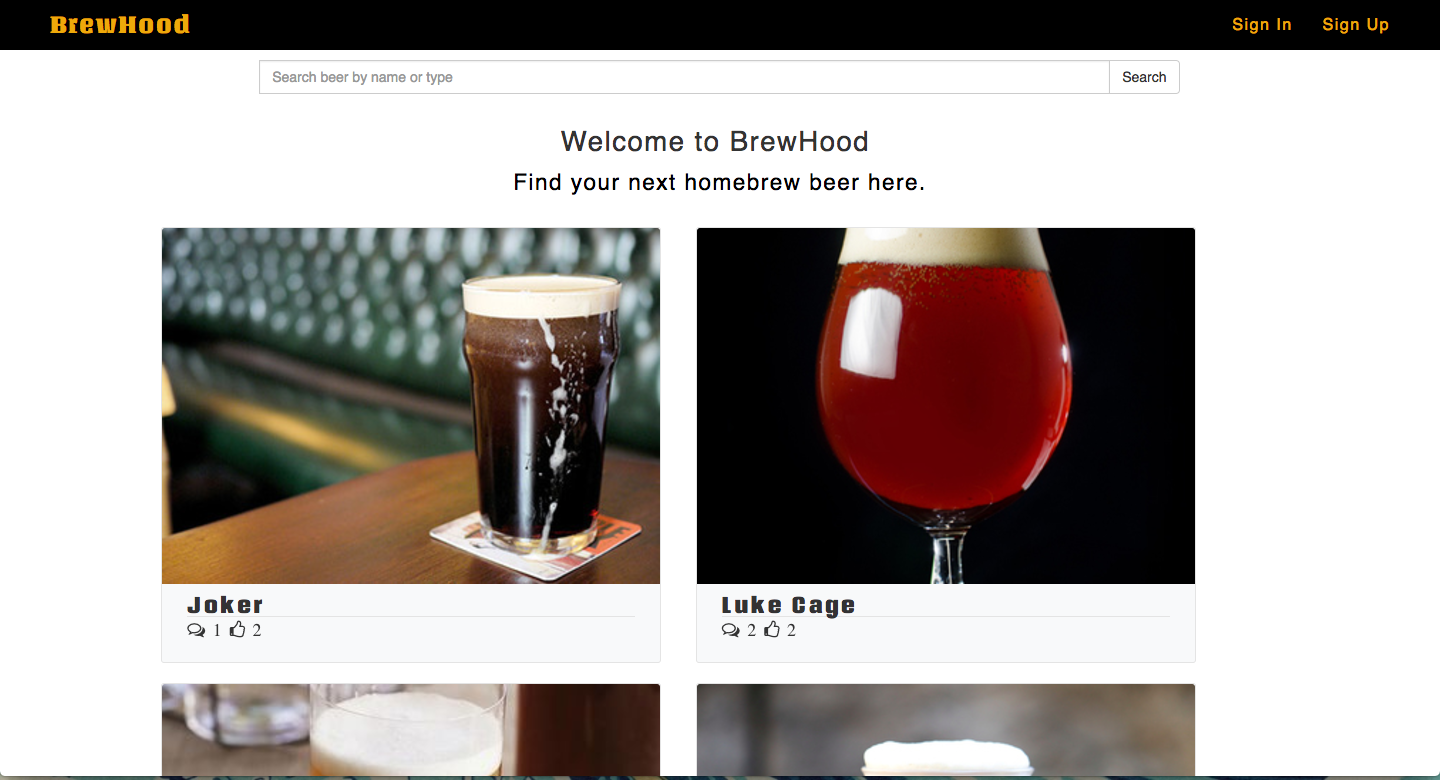 BrewHood
Sign In
Sign Up
Search beer by name or type
Search
Welcome to BrewHood
Find your next homebrew beer here.
Joker
1 2
Luke Cage
2 2